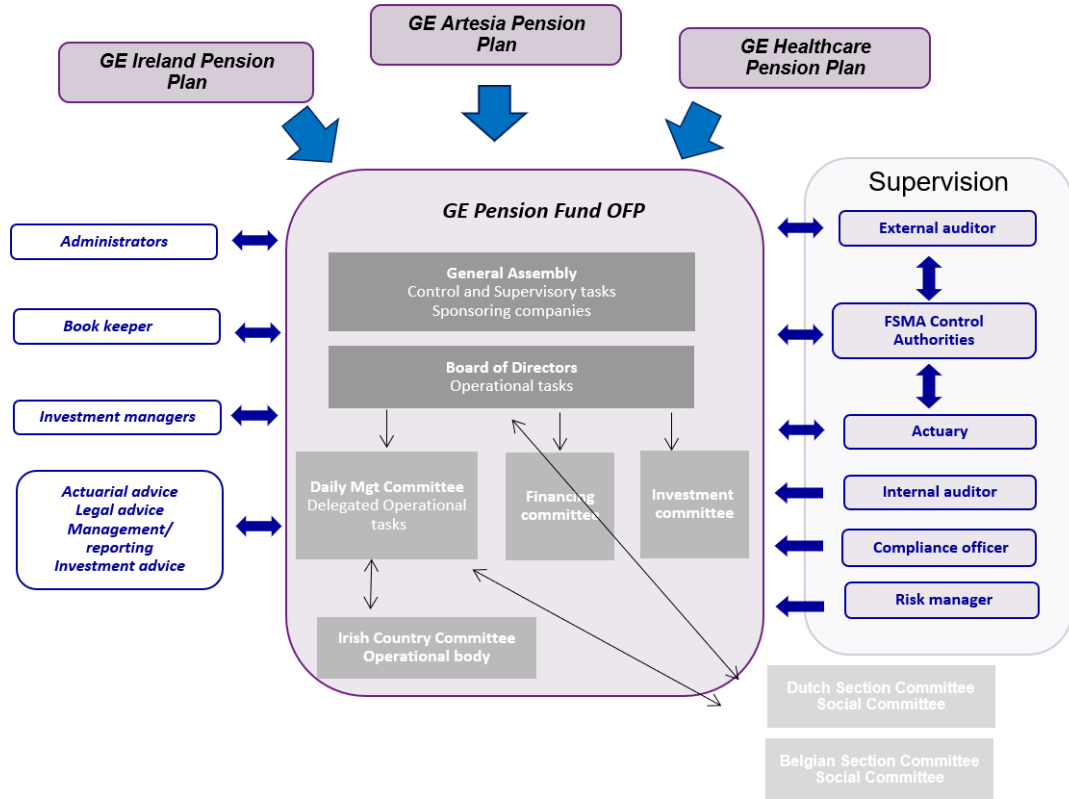 GE Ireland Pension
Plan
GE Artesia Pension
Plan
GE Healthcare
Pension Plan
Supervision
GE Pension Fund OFP
Administrators
Book keeper
Investment managers
Actuarial advice
Legal advice
Management/
reporting
Investment advice
General Assembly
Control and Supervisory tasks
Sponsoring companies
Board of Directors
Operational tasks
Daily Mgt Committee
Delegated Operational
tasks
Financing
committee
Investment
committee
Irish Country Committee
Operational body
External auditor
FSMA Control
Authorities
Actuary
Internal auditor
Compliance officer
Risk manager
Dutch Section Committee
Social Committee
Belgian Section Committee
Social Committee